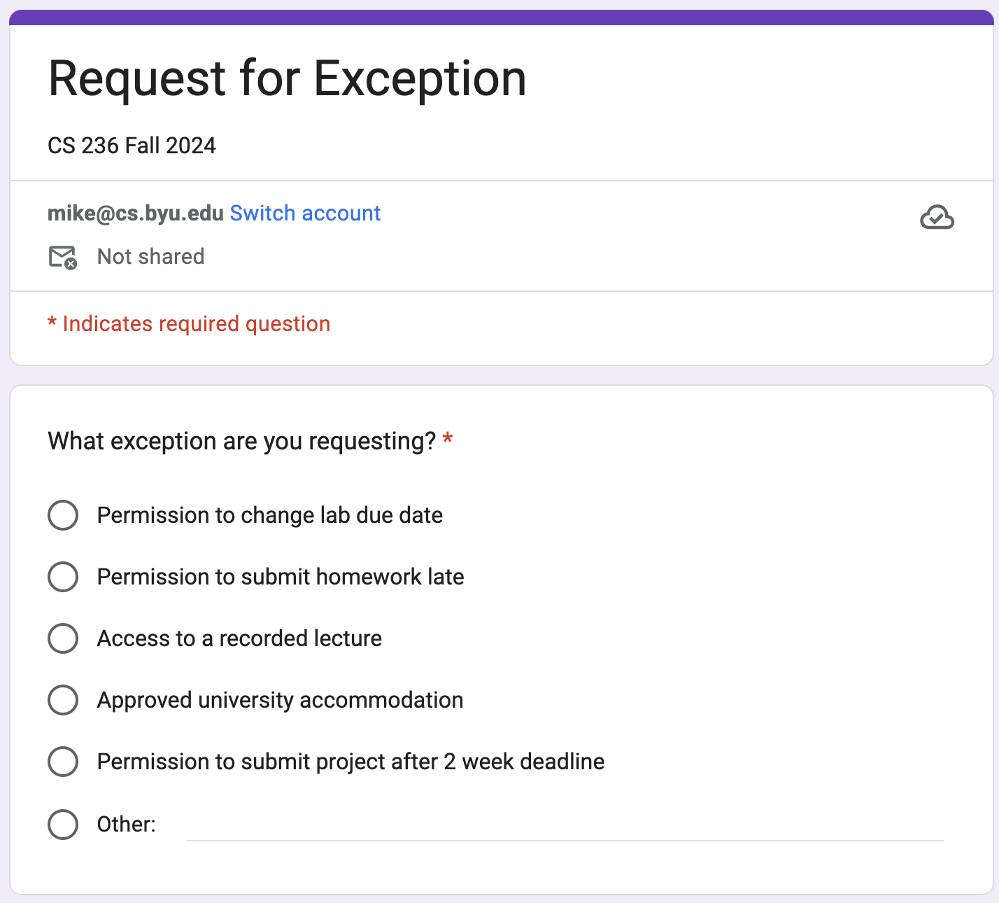 Request for Exception
CS 236 Fall 2024
mike@cs.byu.edu Switch account
Not shared
* Indicates required question
What exception are you requesting? *
Permission to change lab due date
Permission to submit homework late
Access to a recorded lecture
Approved university accommodation
Permission to submit project after 2 week deadline
Other: